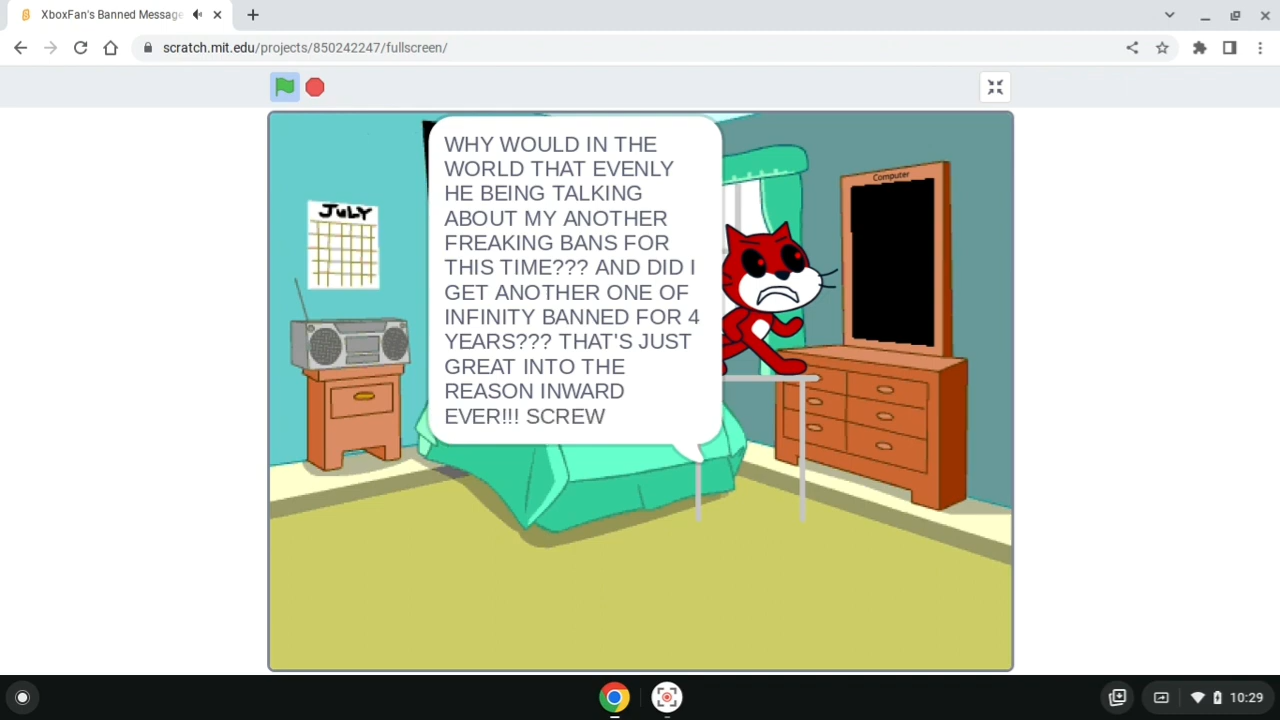 XboxFan's Banned Message
scratch.mit.edu/projects/850242247/fullscreen/
WHY WOULD IN THE
WORLD THAT EVENLY
HE BEING TALKING
ABOUT MY ANOTHER
FREAKING BANS FOR
THIS TIME??? AND DID I
GET ANOTHER ONE OF
INFINITY BANNED FOR 4
YEARS??? THAT'S JUST
GREAT INTO THE
REASON INWARD
EVER!!! SCREW
JULY
Computer
10:29